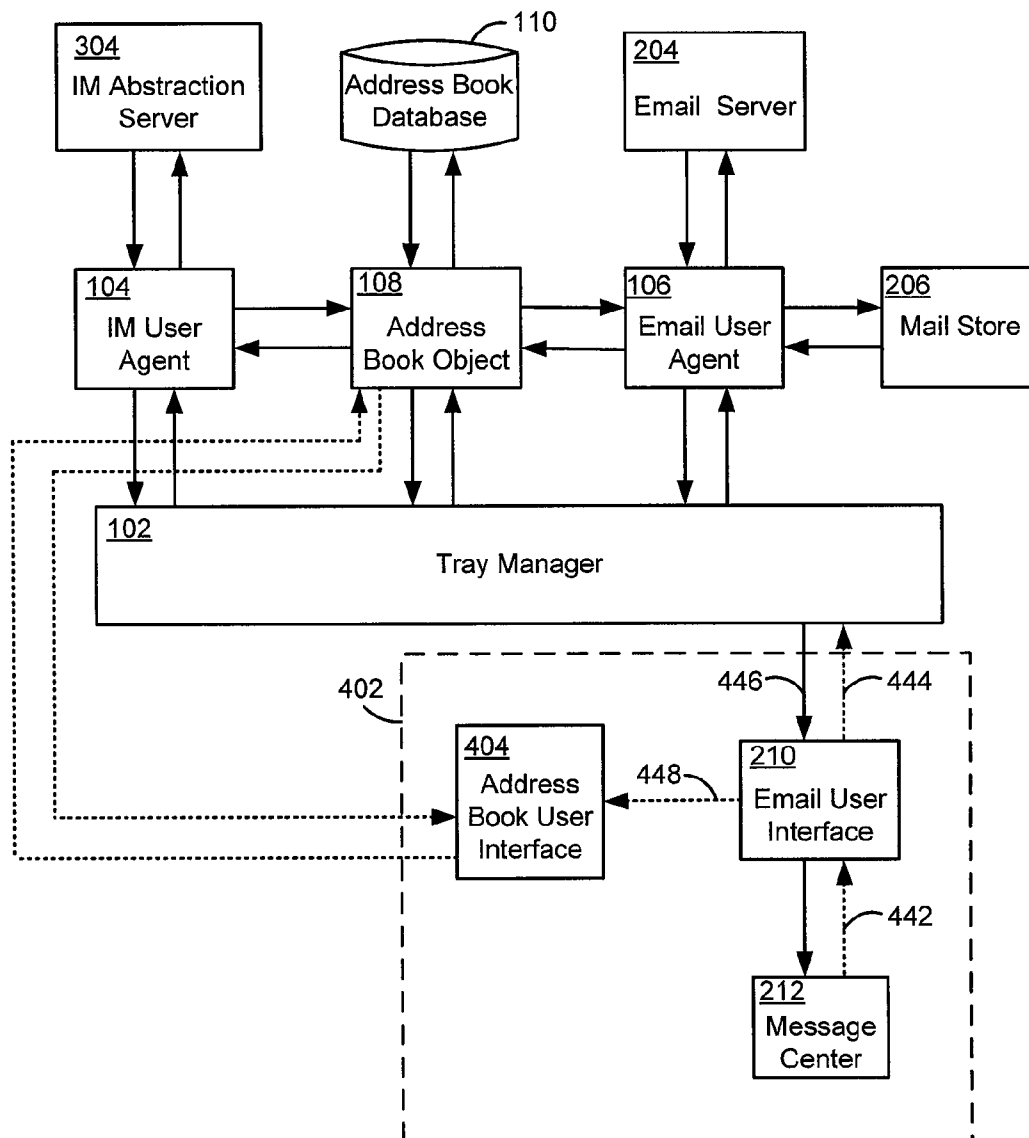 304
IM Abstraction
Server
110
Address Book
Database
204
Email Server
104
IM User
Agent
108
Address
Book Object
106
Email User
Agent
206
Mail Store
102
Tray Manager
402
446
444
404
Address
Book User
Interface
448
210
Email User
Interface
442
212
Message
Center